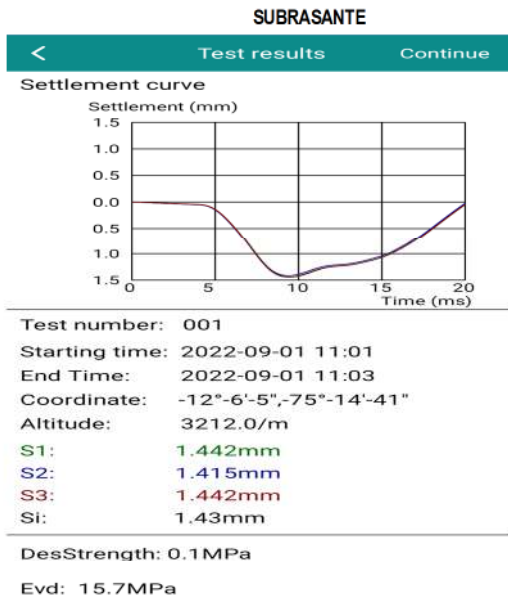 SUBRASANTE
< Test results Continue
Settlement curve
Settlement (mm)
1.5
1.0
0.5
0.0
0.5
1.0
1.5
0 5 10 15 20
Time (ms)
Test number: 001
Starting time: 2022-09-01 11:01
End Time: 2022-09-01 11:03
Coordinate: -12°-6'-5",-75°-14'-41"
Altitude: 3212.0/m
S1: 1.442mm
S2: 1.415mm
S3: 1.442mm
Si: 1.43mm
DesStrength: 0.1MPa
Evd: 15.7MPa